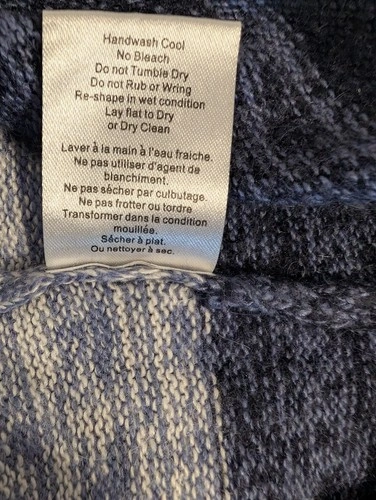 Handwash Cool
No Bleach
Do not Tumble Dry
Do not Rub or Wring
Re-shape in wet condition
Lay flat to Dry
or Dry Clean
Lever à la main à l'eau fraiche.
Ne pas utiliser d'agent de
blanchiment.
Ne pas sécher par culbutage.
Ne pas frotter ou tordre
Transformer dans la condition
mouillée.
Sécher à plat.
Ou nettoyer à sec.